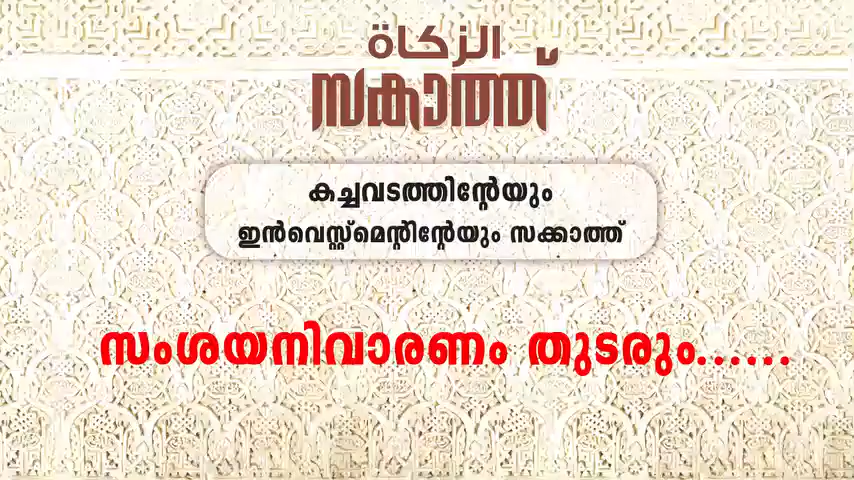 الزكاة
സകാത്ത്
കച്ചവടത്തിന്റേയും
ഇൻവെസ്റ്റ്മെന്റിന്റേയും സക്കാത്ത്
സംശയനിവാരണം തുടരും......